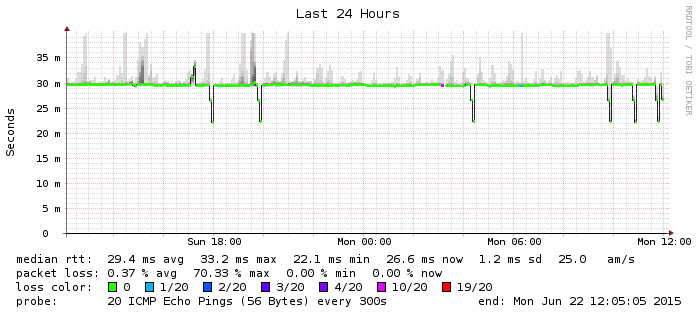 Last 24 Hours
RRDTOOL / TOBI OETIKER
Seconds
35 m
30 m
25 m
20 m
15 m
10 m
5 m
0
Sun 18:00 Mon 00:00 Mon 06:00 Mon 12:00
median rtt: 29.4 ms avg 33.2 ms max 22.1 ms min 26.6 ms now 1.2 ms sd 25.0 am/s
packet loss: 0.37 % avg 70.33 % max 0.00 % min 0.00 % now
loss color: 0 1/20 2/20 3/20 4/20 10/20 19/20
probe: 20 ICMP Echo Pings (56 Bytes) every 300s end: Mon Jun 22 12:05:05 2015